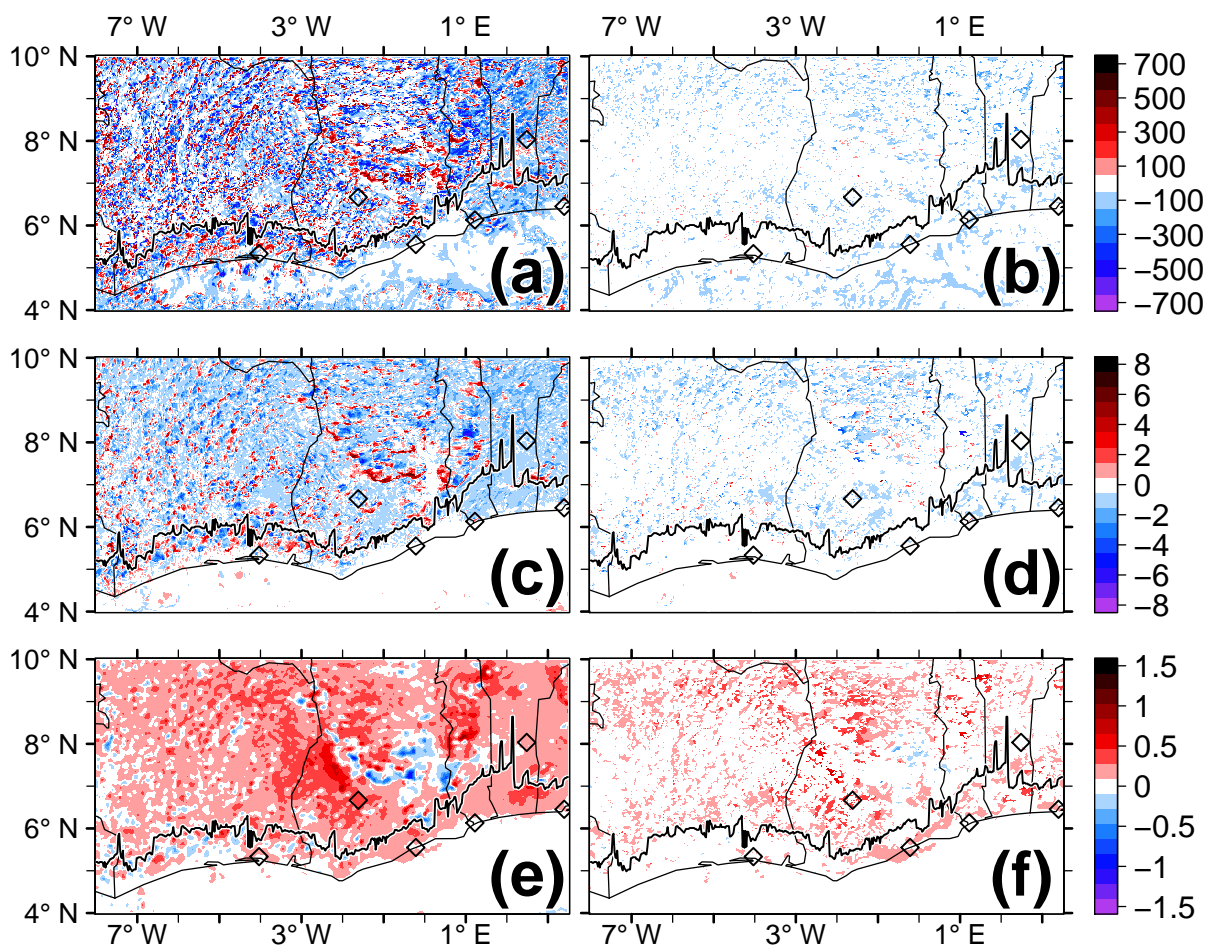 7° W 3° W 1° E 7° W 3° W 1° E
10° N
8° N
6° N
4° N
(a)
(b)
700
500
300
100
−100
−300
−500
−700
10° N
8° N
6° N
4° N
(c)
(d)
8
6
4
2
0
−2
−4
−6
−8
10° N
8° N
6° N
4° N
(e)
(f)
1.5
1
0.5
0
−0.5
−1
−1.5
7° W 3° W 1° E 7° W 3° W 1° E